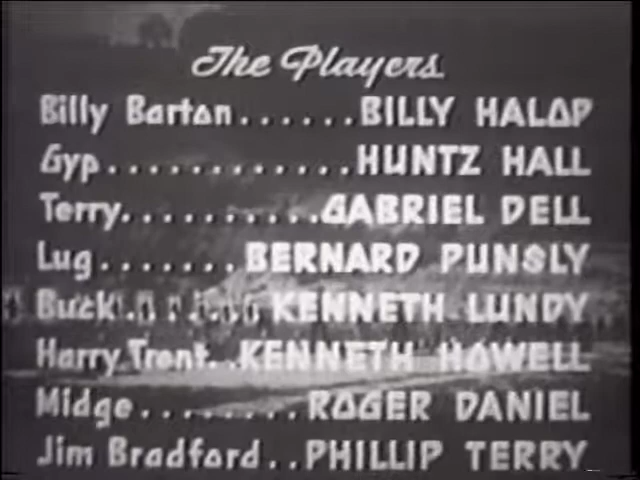 The Players
Billy Barton......BILLY HALOP
Gyp............HUNTZ HALL
Terry..........GABRIEL DELL
Lug.......BERNARD PUNSLY
Buck........KENNETH LUNDY
Harry Trent..KENNETH HOWELL
Midge........ROGER DANIEL
Jim Bradford..PHILLIP TERRY